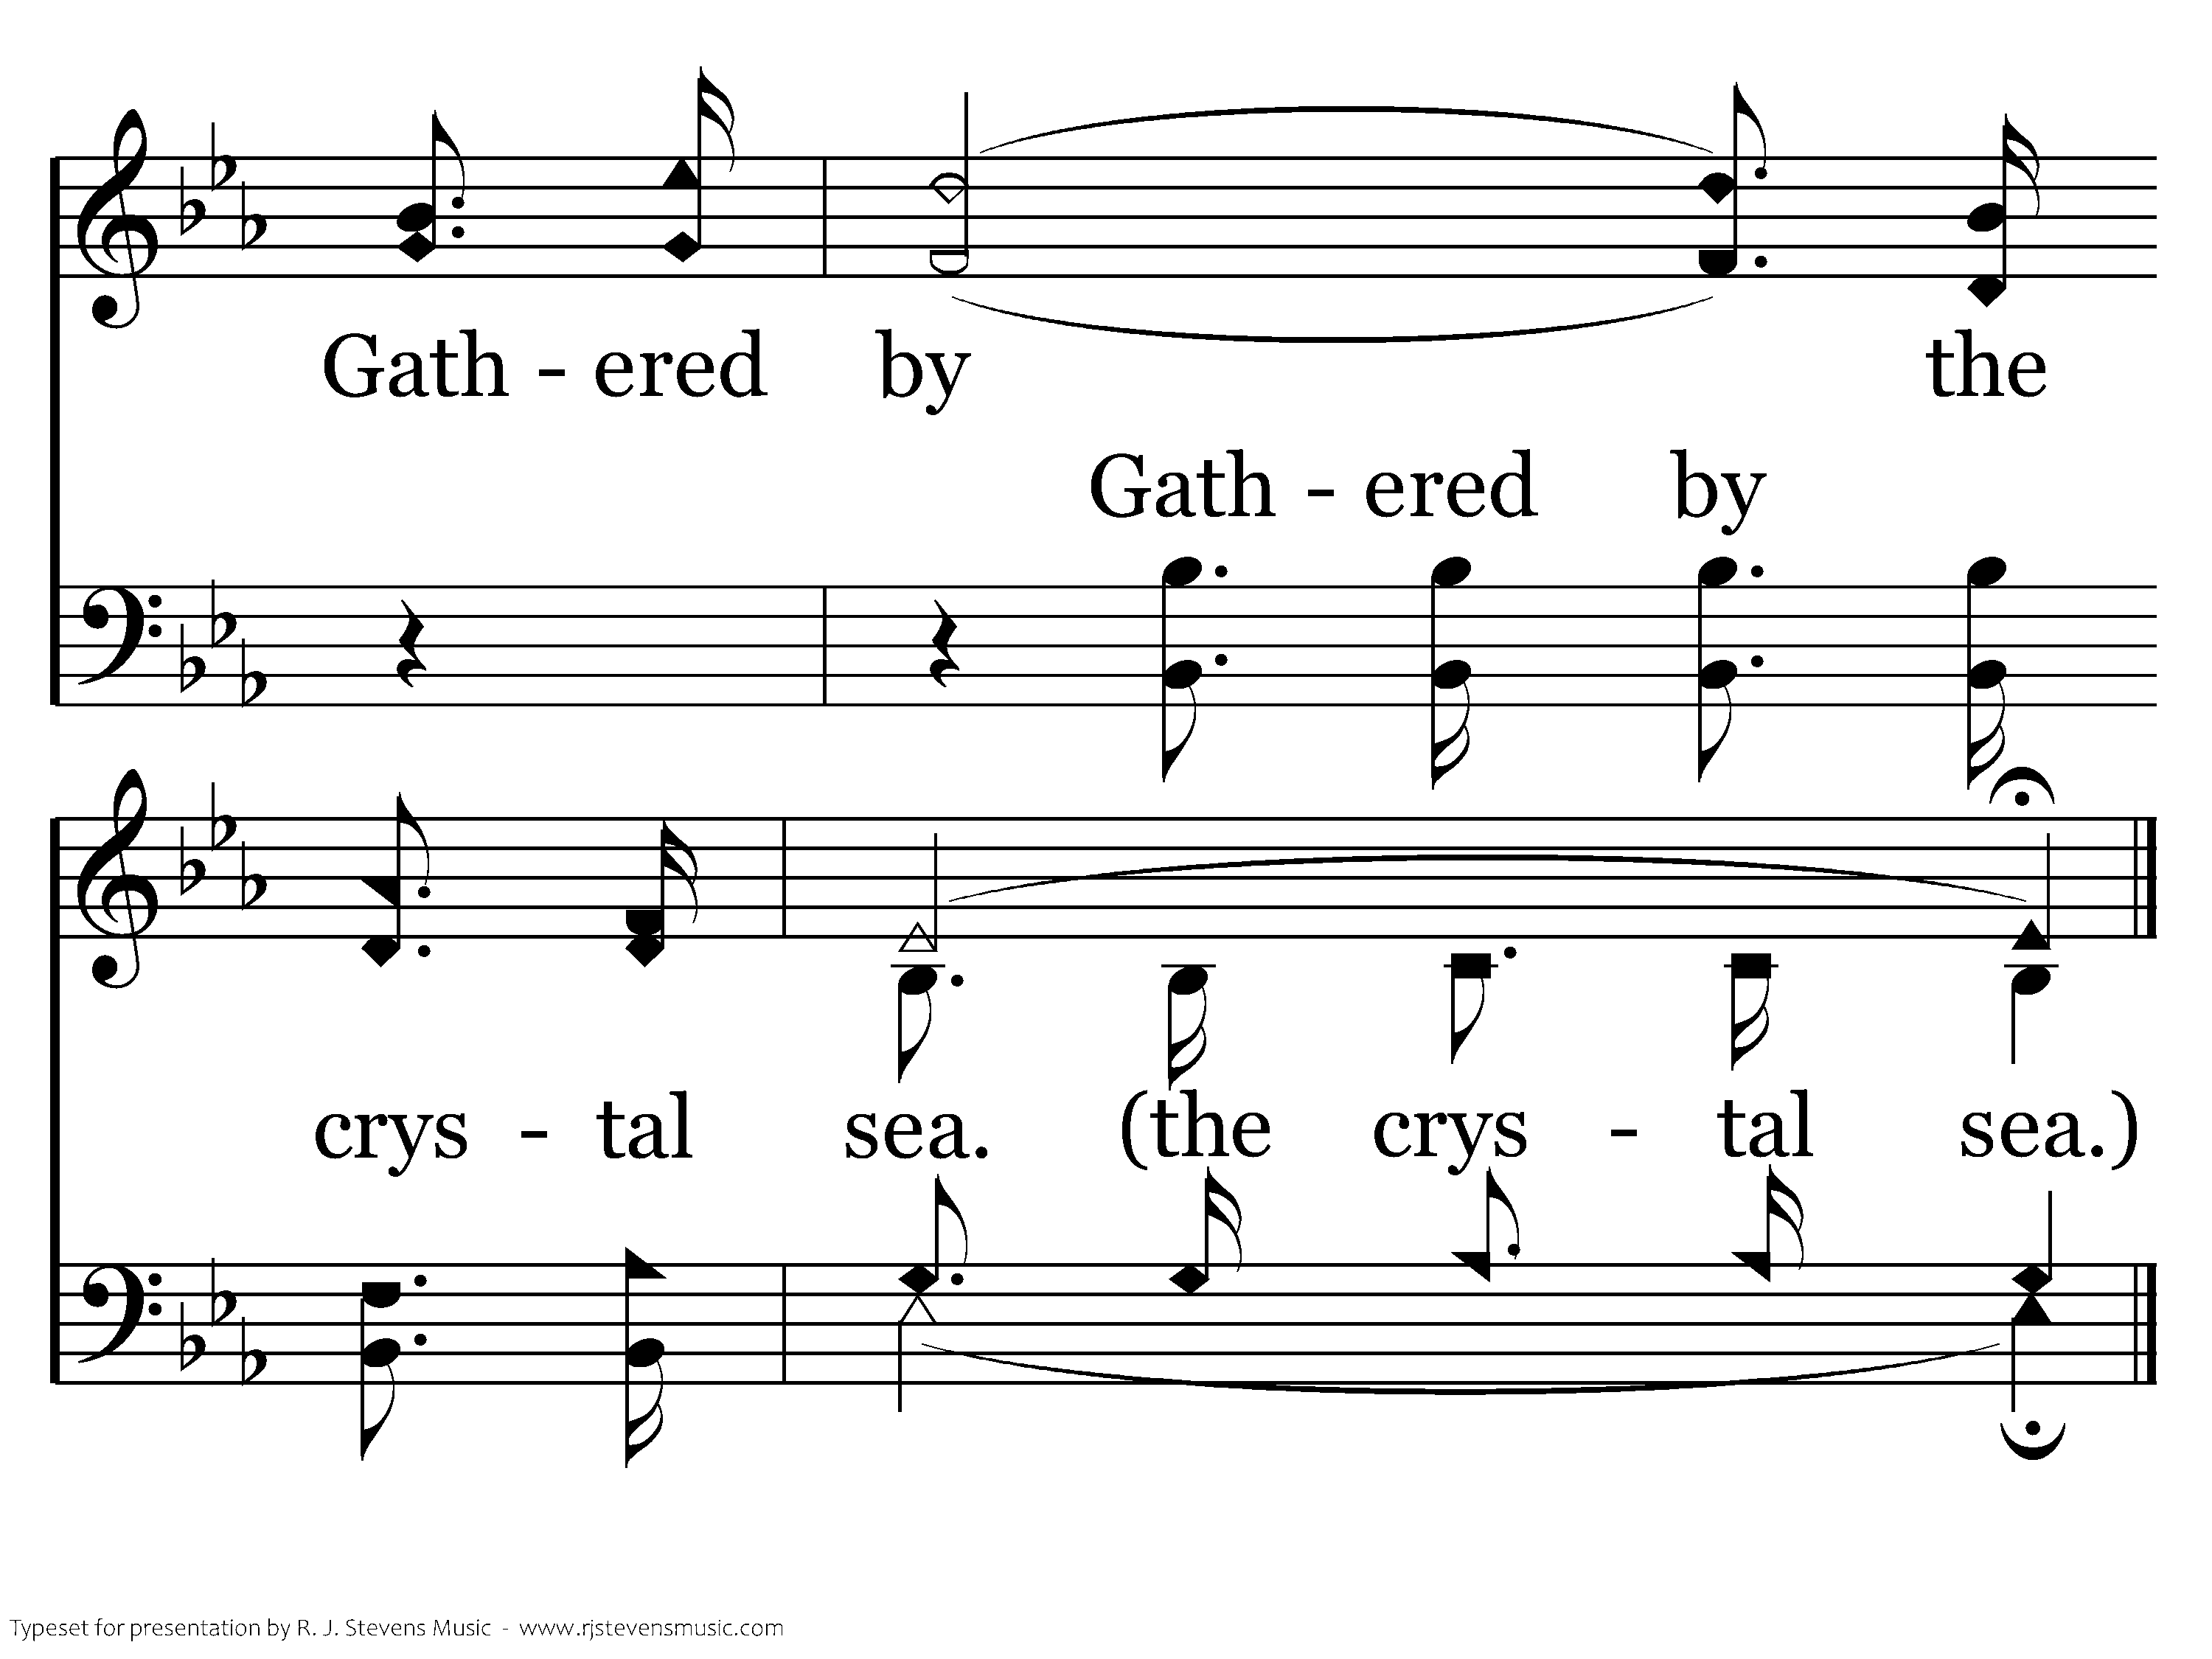 Gath - ered by the
Gath - ered by
crys - tal sea. (the crys - tal sea.)
Typeset for presentation by R. J. Stevens Music - www.rjstevensmusic.com